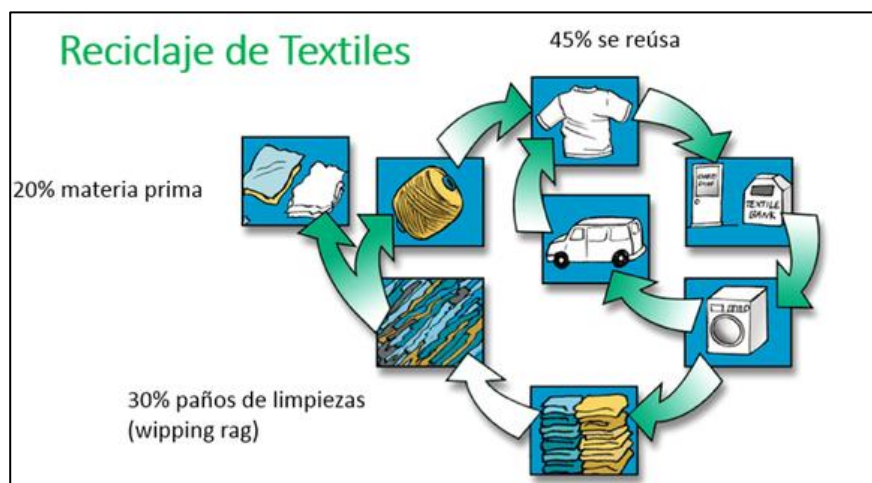 Reciclaje de Textiles
45% se reúsa
20% materia prima
TEXTILE
BANK
30% paños de limpiezas
(wipping rag)